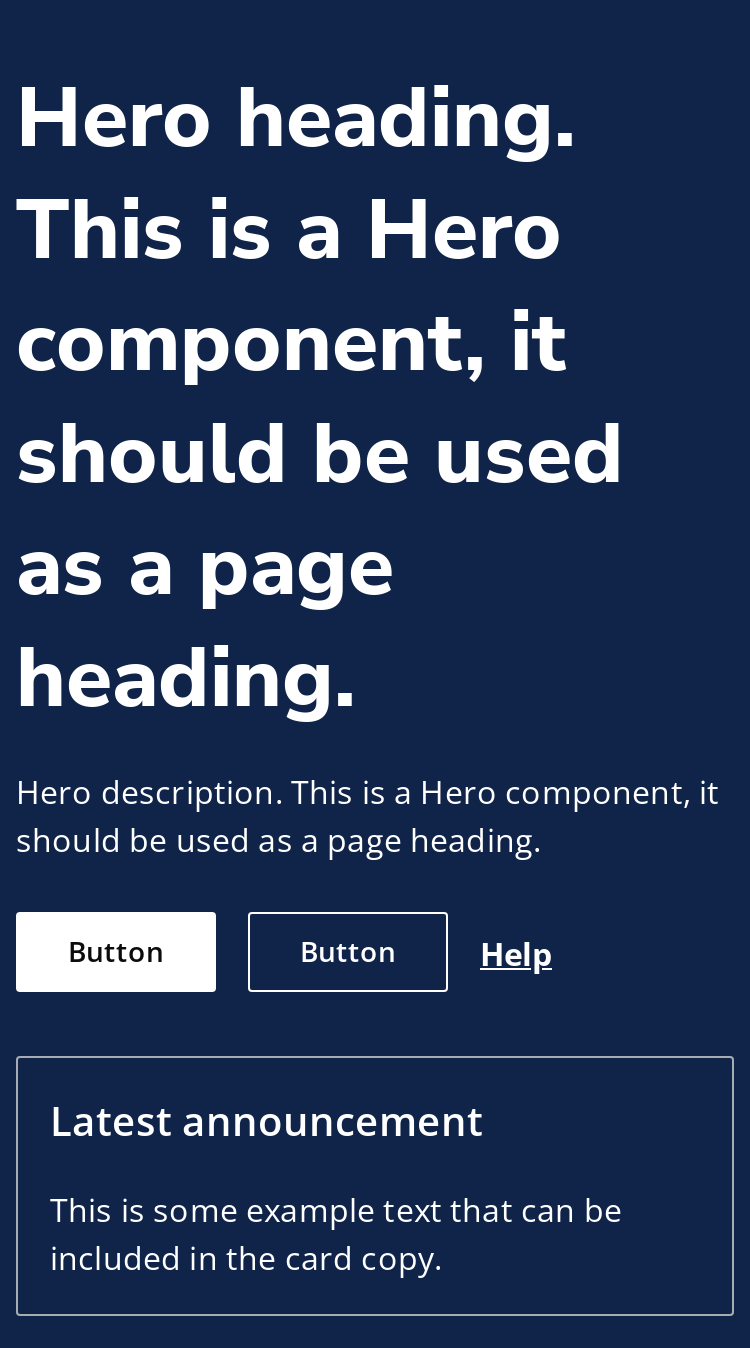 Hero heading.
This is a Hero
component, it
should be used
as a page
heading.
Hero description. This is a Hero component, it
should be used as a page heading.
Button
Button
Help
Latest announcement
This is some example text that can be
included in the card copy.